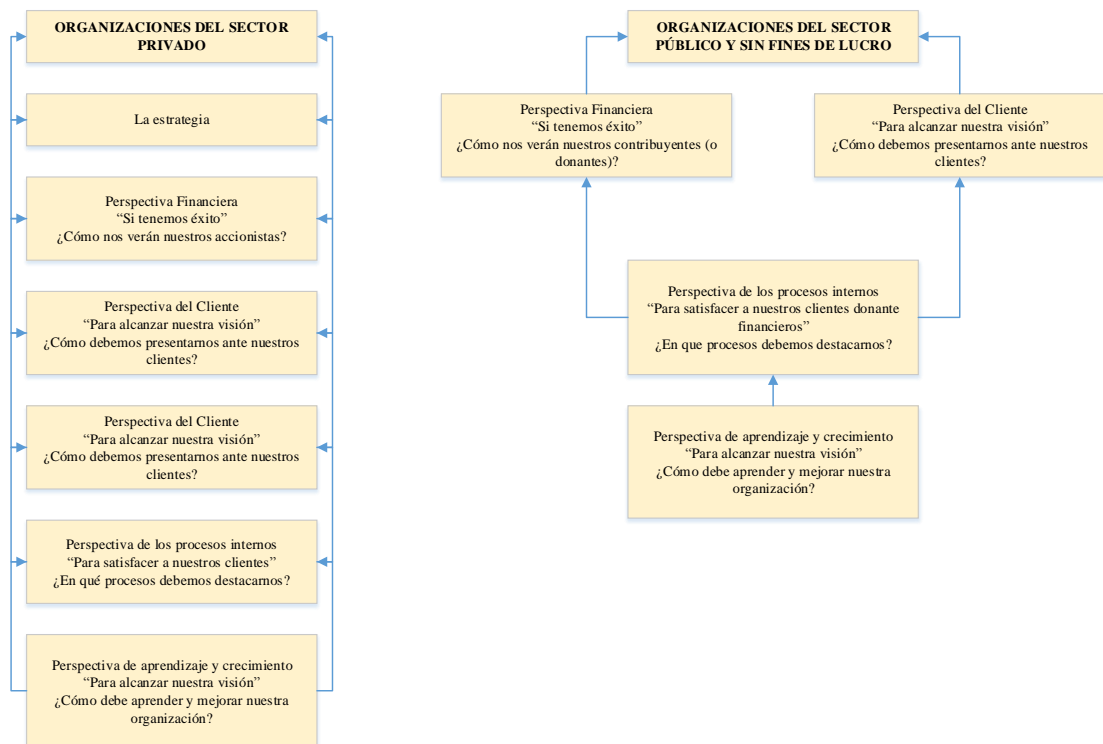 ORGANIZACIONES DEL SECTOR
PRIVADO
La estrategia
Perspectiva Financiera
“Si tenemos éxito”
¿Cómo nos verán nuestros accionistas?
Perspectiva del Cliente
“Para alcanzar nuestra visión”
¿Cómo debemos presentarnos ante nuestros
clientes?
Perspectiva del Cliente
“Para alcanzar nuestra visión”
¿Cómo debemos presentarnos ante nuestros
clientes?
Perspectiva de los procesos internos
“Para satisfacer a nuestros clientes”
¿En qué procesos debemos destacarnos?
Perspectiva de aprendizaje y crecimiento
“Para alcanzar nuestra visión”
¿Cómo debe aprender y mejorar nuestra
organización?
ORGANIZACIONES DEL SECTOR
PÚBLICO Y SIN FINES DE LUCRO
Perspectiva Financiera
“Si tenemos éxito”
¿Cómo nos verán nuestros contribuyentes (o
donantes)?
Perspectiva del Cliente
“Para alcanzar nuestra visión”
¿Cómo debemos presentarnos ante nuestros
clientes?
Perspectiva de los procesos internos
“Para satisfacer a nuestros clientes donante
financieros”
¿En que procesos debemos destacarnos?
Perspectiva de aprendizaje y crecimiento
“Para alcanzar nuestra visión”
¿Cómo debe aprender y mejorar nuestra
organización?